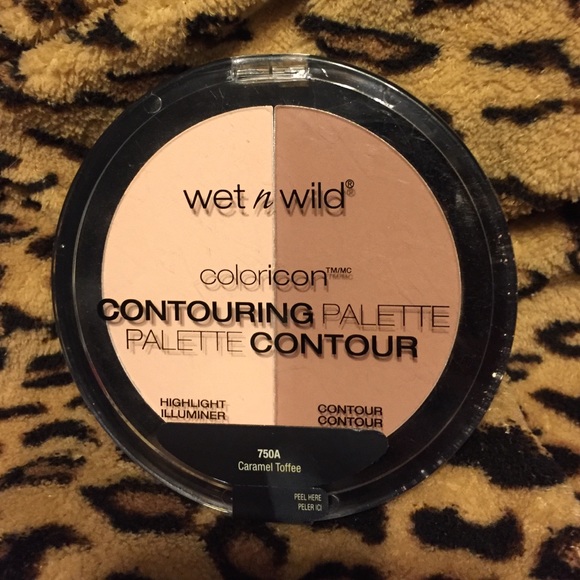 wet n wild®
coloricon™/MC
CONTOURING PALETTE
PALETTE CONTOUR
HIGHLIGHT
ILLUMINER
CONTOUR
CONTOUR
750A
Caramel Toffee
PEEL HERE
PELER ICI